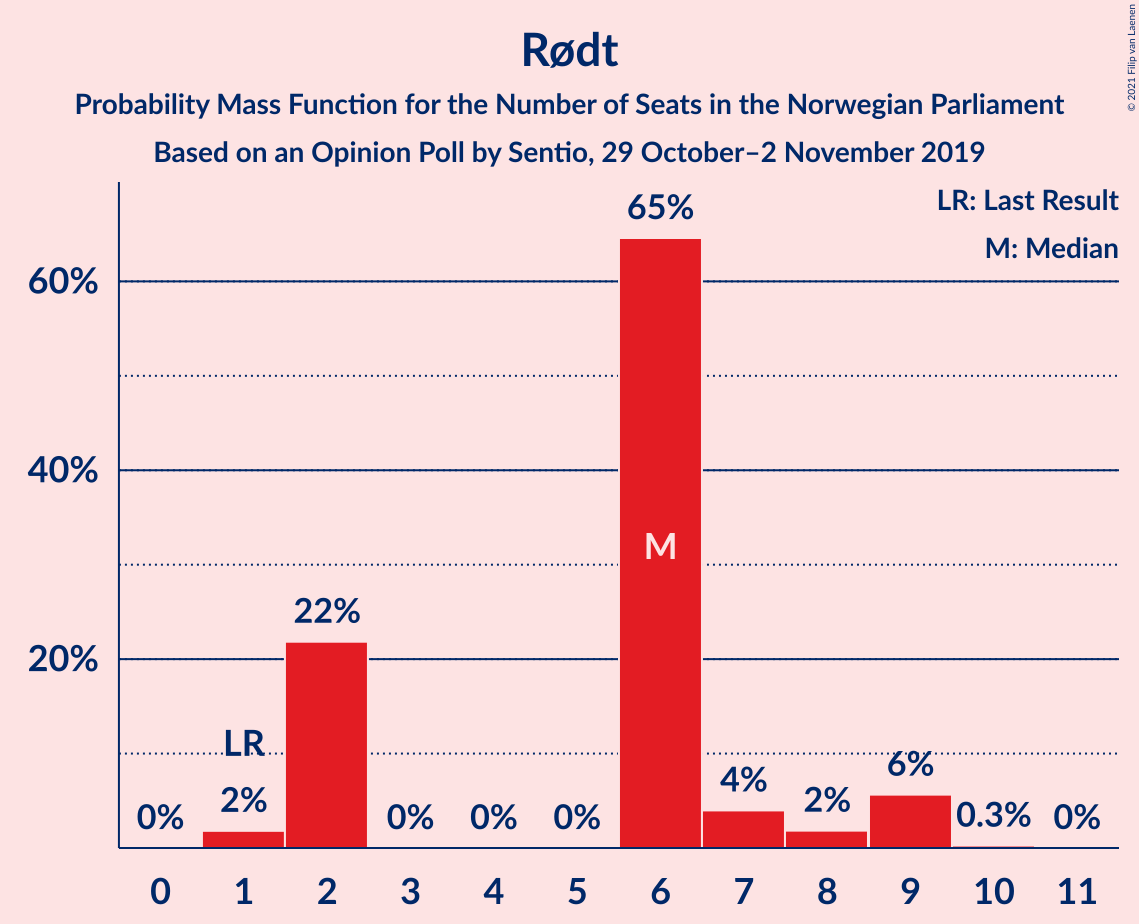 Rødt
Probability Mass Function for the Number of Seats in the Norwegian Parliament
Based on an Opinion Poll by Sentio, 29 October–2 November 2019
© 2021 Filip van Laenen
LR: Last Result
M: Median
65%
60%
40%
M
22%
20%
LR
0%
2%
0%
0%
0%
4%
2%
6%
0.3%
0%
0 1 2 3 4 5 6 7 8 9 10 11